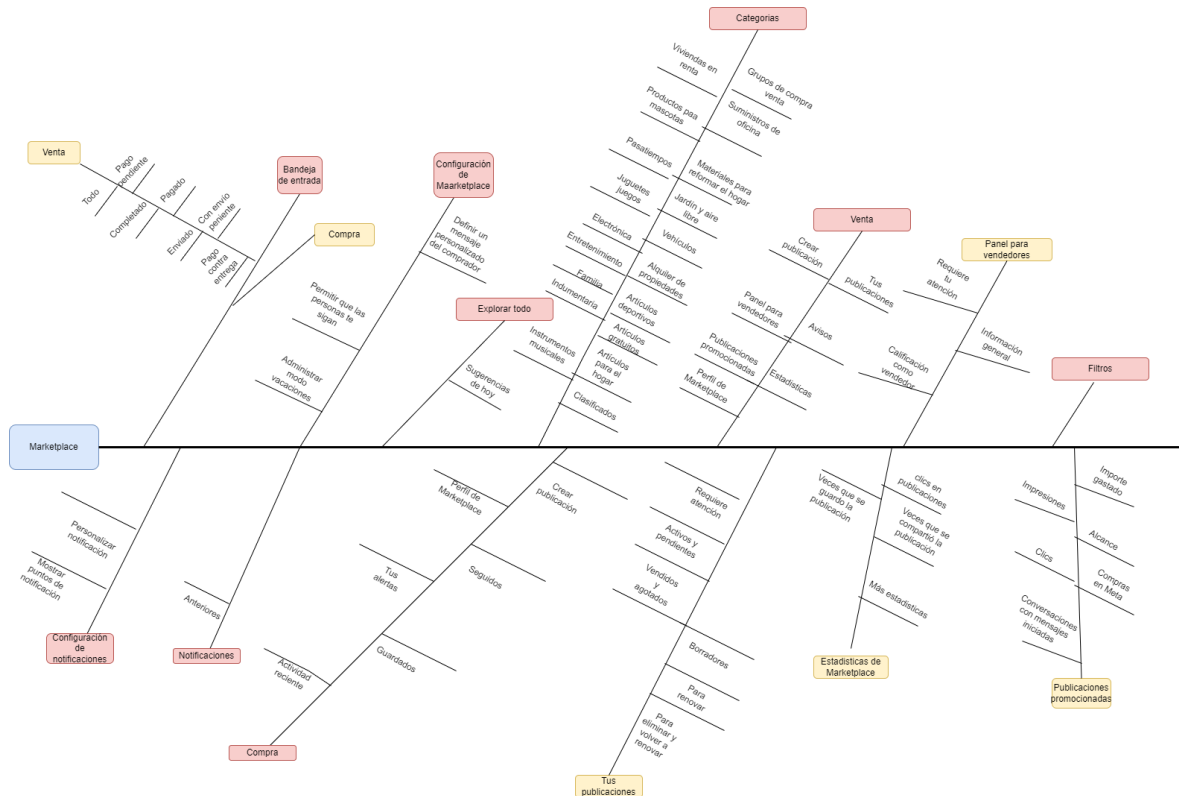 Categorias
Viviendas en
renta
Grupos de compra
venta
Productos paa
mascotas
Suministros de
oficina
Pasatiempos
Materiales para
reformar el hogar
Juguetes
juegos
Jardín y aire
libre
Electrónica
Vehículos
Entretenimiento
Alquiler de
propiedades
Familia
Artículos
deportivos
Indumentaria
Artículos
gratuitos
Instrumentos
musicales
Artículos
para el
hogar
Clasificados
Venta
Todo
Pago
pendiente
Completado
Pagado
Enviado
Con envio
peniente
Pago
contra
entrega
Bandeja
de entrada
Compra
Configuración
de
Maarketplace
Definir un
mensaje
personalizado
del comprador
Permitir que las
personas te
sigan
Administrar
modo
vacaciones
Explorar todo
Sugerencias
de hoy
Venta
Crear
publicación
Tus
publicaciones
Panel para
vendedores
Avisos
Publicaciones
promocionadas
Estadísticas
Perfil de
Marketplace
Panel para
vendedores
Requiere
tu
atención
Información
general
Calificación
como
vendedor
Filtros
Marketplace
Personalizar
notificación
Mostrar
puntos de
notificación
Configuración
de
notificaciones
Anteriores
Notificaciones
Perfil de
Marketplace
Crear
publicación
Tus
alertas
Seguidos
Actividad
reciente
Guardados
Compra
Requiere
atención
Activos y
pendientes
Vendidos
y
agotados
Borradores
Para
renovar
Para
eliminar y
volver a
renovar
Tus
publicaciones
Veces que se
guardo la
publicación
clics en
publicaciones
Veces que se
compartió la
publicación
Más estadísticas
Estadisticas de
Marketplace
Importe
gastado
Impresiones
Alcance
Clics
Compras
en Meta
Conversaciones
con mensajes
iniciadas
Publicaciones
promocionadas